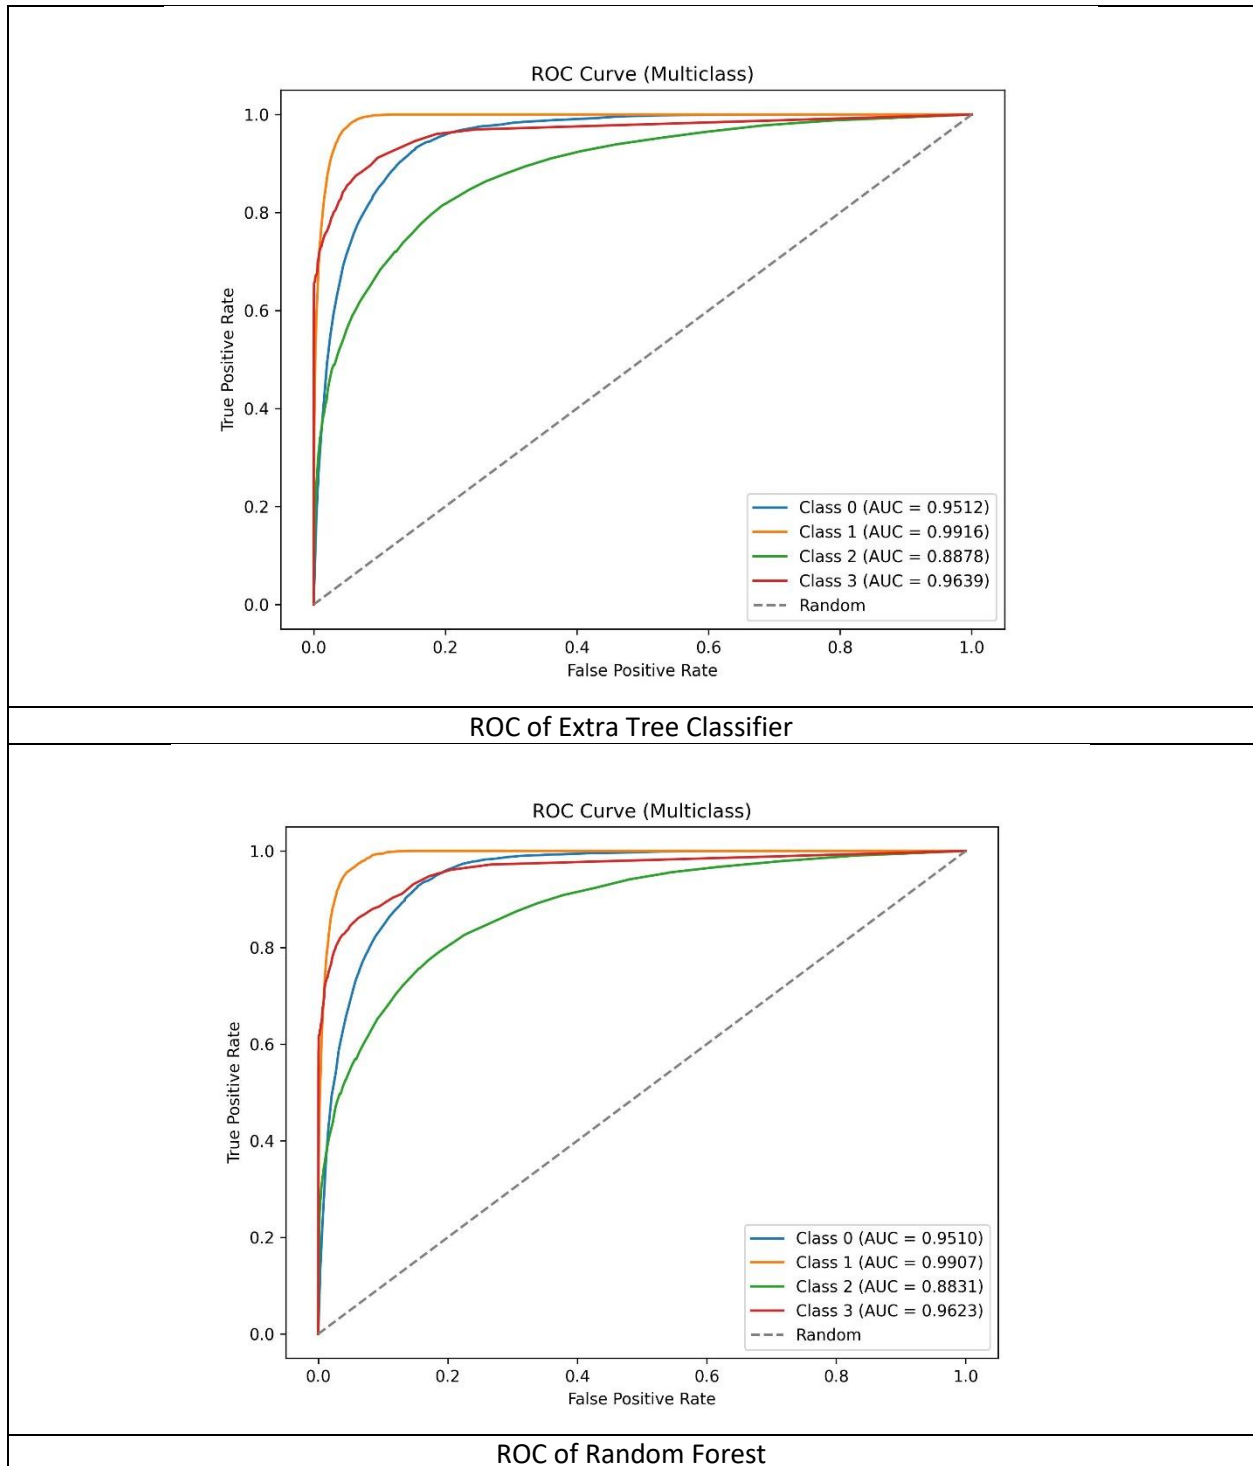 ROC Curve (Multiclass)
1.0
0.8
0.6
0.4
0.2
0.0
True Positive Rate
Class 0 (AUC = 0.9512)
Class 1 (AUC = 0.9916)
Class 2 (AUC = 0.8878)
Class 3 (AUC = 0.9639)
Random
0.0 0.2 0.4 0.6 0.8 1.0
False Positive Rate
ROC of Extra Tree Classifier
ROC Curve (Multiclass)
1.0
0.8
0.6
0.4
0.2
0.0
True Positive Rate
Class 0 (AUC = 0.9510)
Class 1 (AUC = 0.9907)
Class 2 (AUC = 0.8831)
Class 3 (AUC = 0.9623)
Random
0.0 0.2 0.4 0.6 0.8 1.0
False Positive Rate
ROC of Random Forest